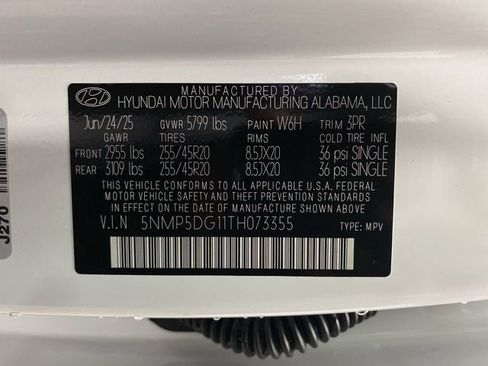 MANUFACTURED BY
HYUNDAI MOTOR MANUFACTURING ALABAMA, LLC
Jun/24/25 GVWR 5799 lbs PAINT W6H TRIM 3PR
GAWR TIRES RIMS COLD TIRE INFL
FRONT 2955 lbs 255/45R20 8.5JX20 36 psi SINGLE
REAR 3109 lbs 255/45R20 8.5JX20 36 psi SINGLE
THIS VEHICLE CONFORMS TO ALL APPLICABLE U.S.A. FEDERAL
MOTOR VEHICLE SAFETY, BUMPER, AND THEFT PREVENTION
STANDARDS IN EFFECT ON THE DATE OF MANUFACTURE SHOWN ABOVE.
V.I.N 5NMP5DG11TH073355
TYPE: MPV
J270